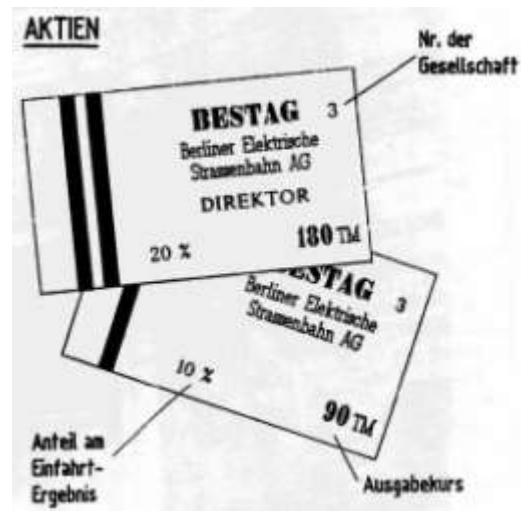 AKTIEN
Nr. der
Gesellschaft
BESTAG 3
Berliner Elektrische
Strassenbahn AG
DIREKTOR
20 % 180 TM
BESTAG 3
Berliner Elektrische
Strassenbahn AG
10 % 90 TM
Anteil am
Einfahrt-
Ergebnis
Ausgabekurs